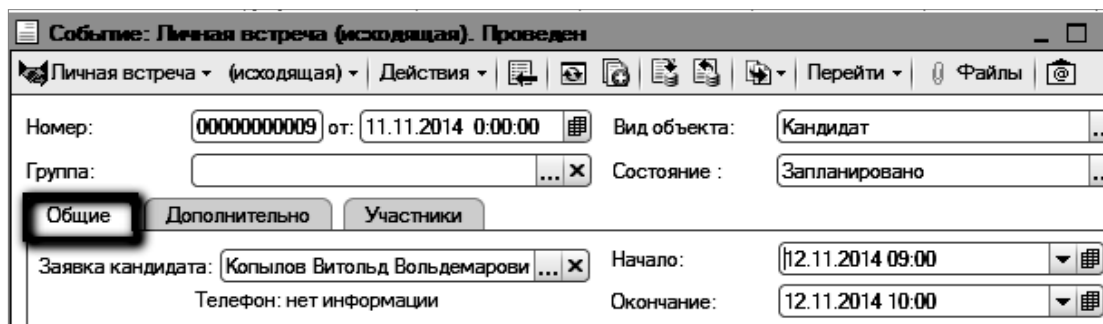 Событие: Личная встреча (исходящая). Проведен
Личная встреча (исходящая) Действия Перейти Файлы
Номер: 00000000009 от: 11.11.2014 0:00:00 Вид объекта: Кандидат
Группа: ... Состояние : Запланировано
Общие Дополнительно Участники
Заявка кандидата: Копылов Витольд Вольдемарови ... Начало: 12.11.2014 09:00
Телефон: нет информации Окончание: 12.11.2014 10:00